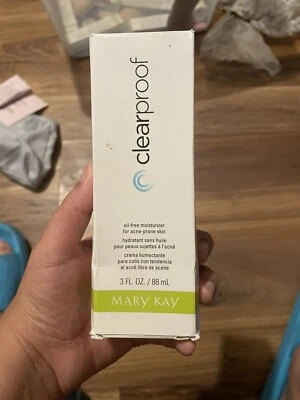 clearproof
oil-free moisturizer
for acne-prone skin
hydratant sans huile
pour peaux sujettes à l'acné
crema humectante
para cutis con tendencia
al acné libre de aceite
3 FL. OZ. / 88 mL
MARY KAY